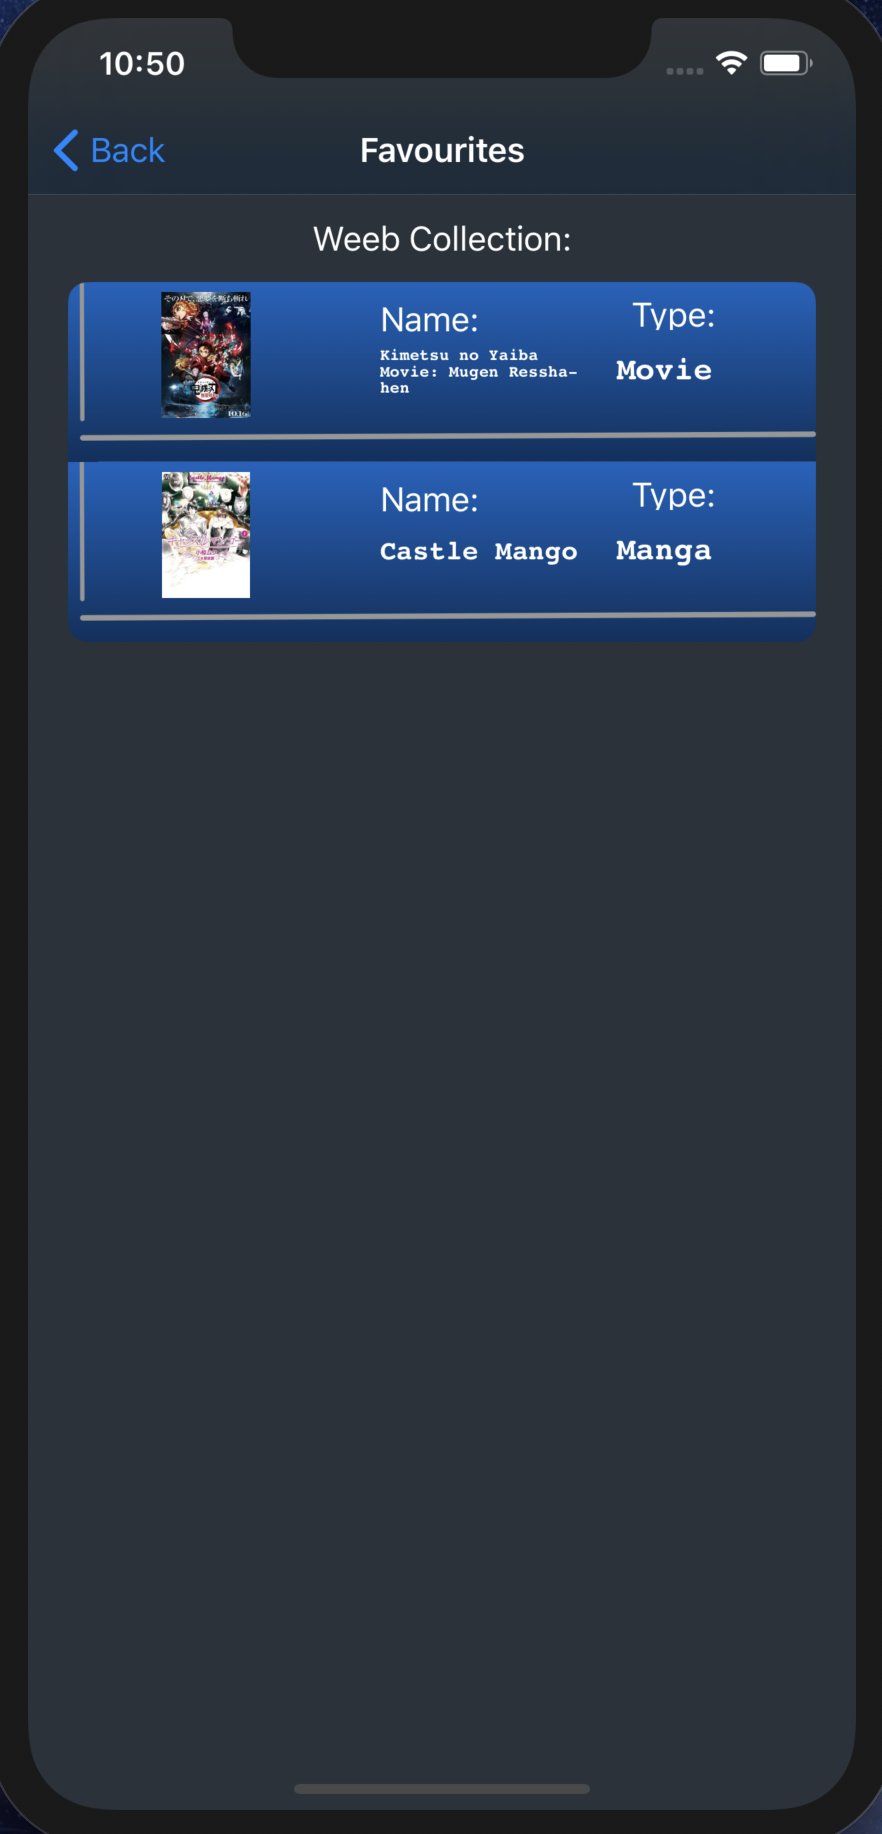 10:50
Back
Favourites
Weeb Collection:
Name:
Type:
Kimetsu no Yaiba
Movie: Mugen Ressha-
hen
Movie
Name:
Type:
Castle Mango
Manga